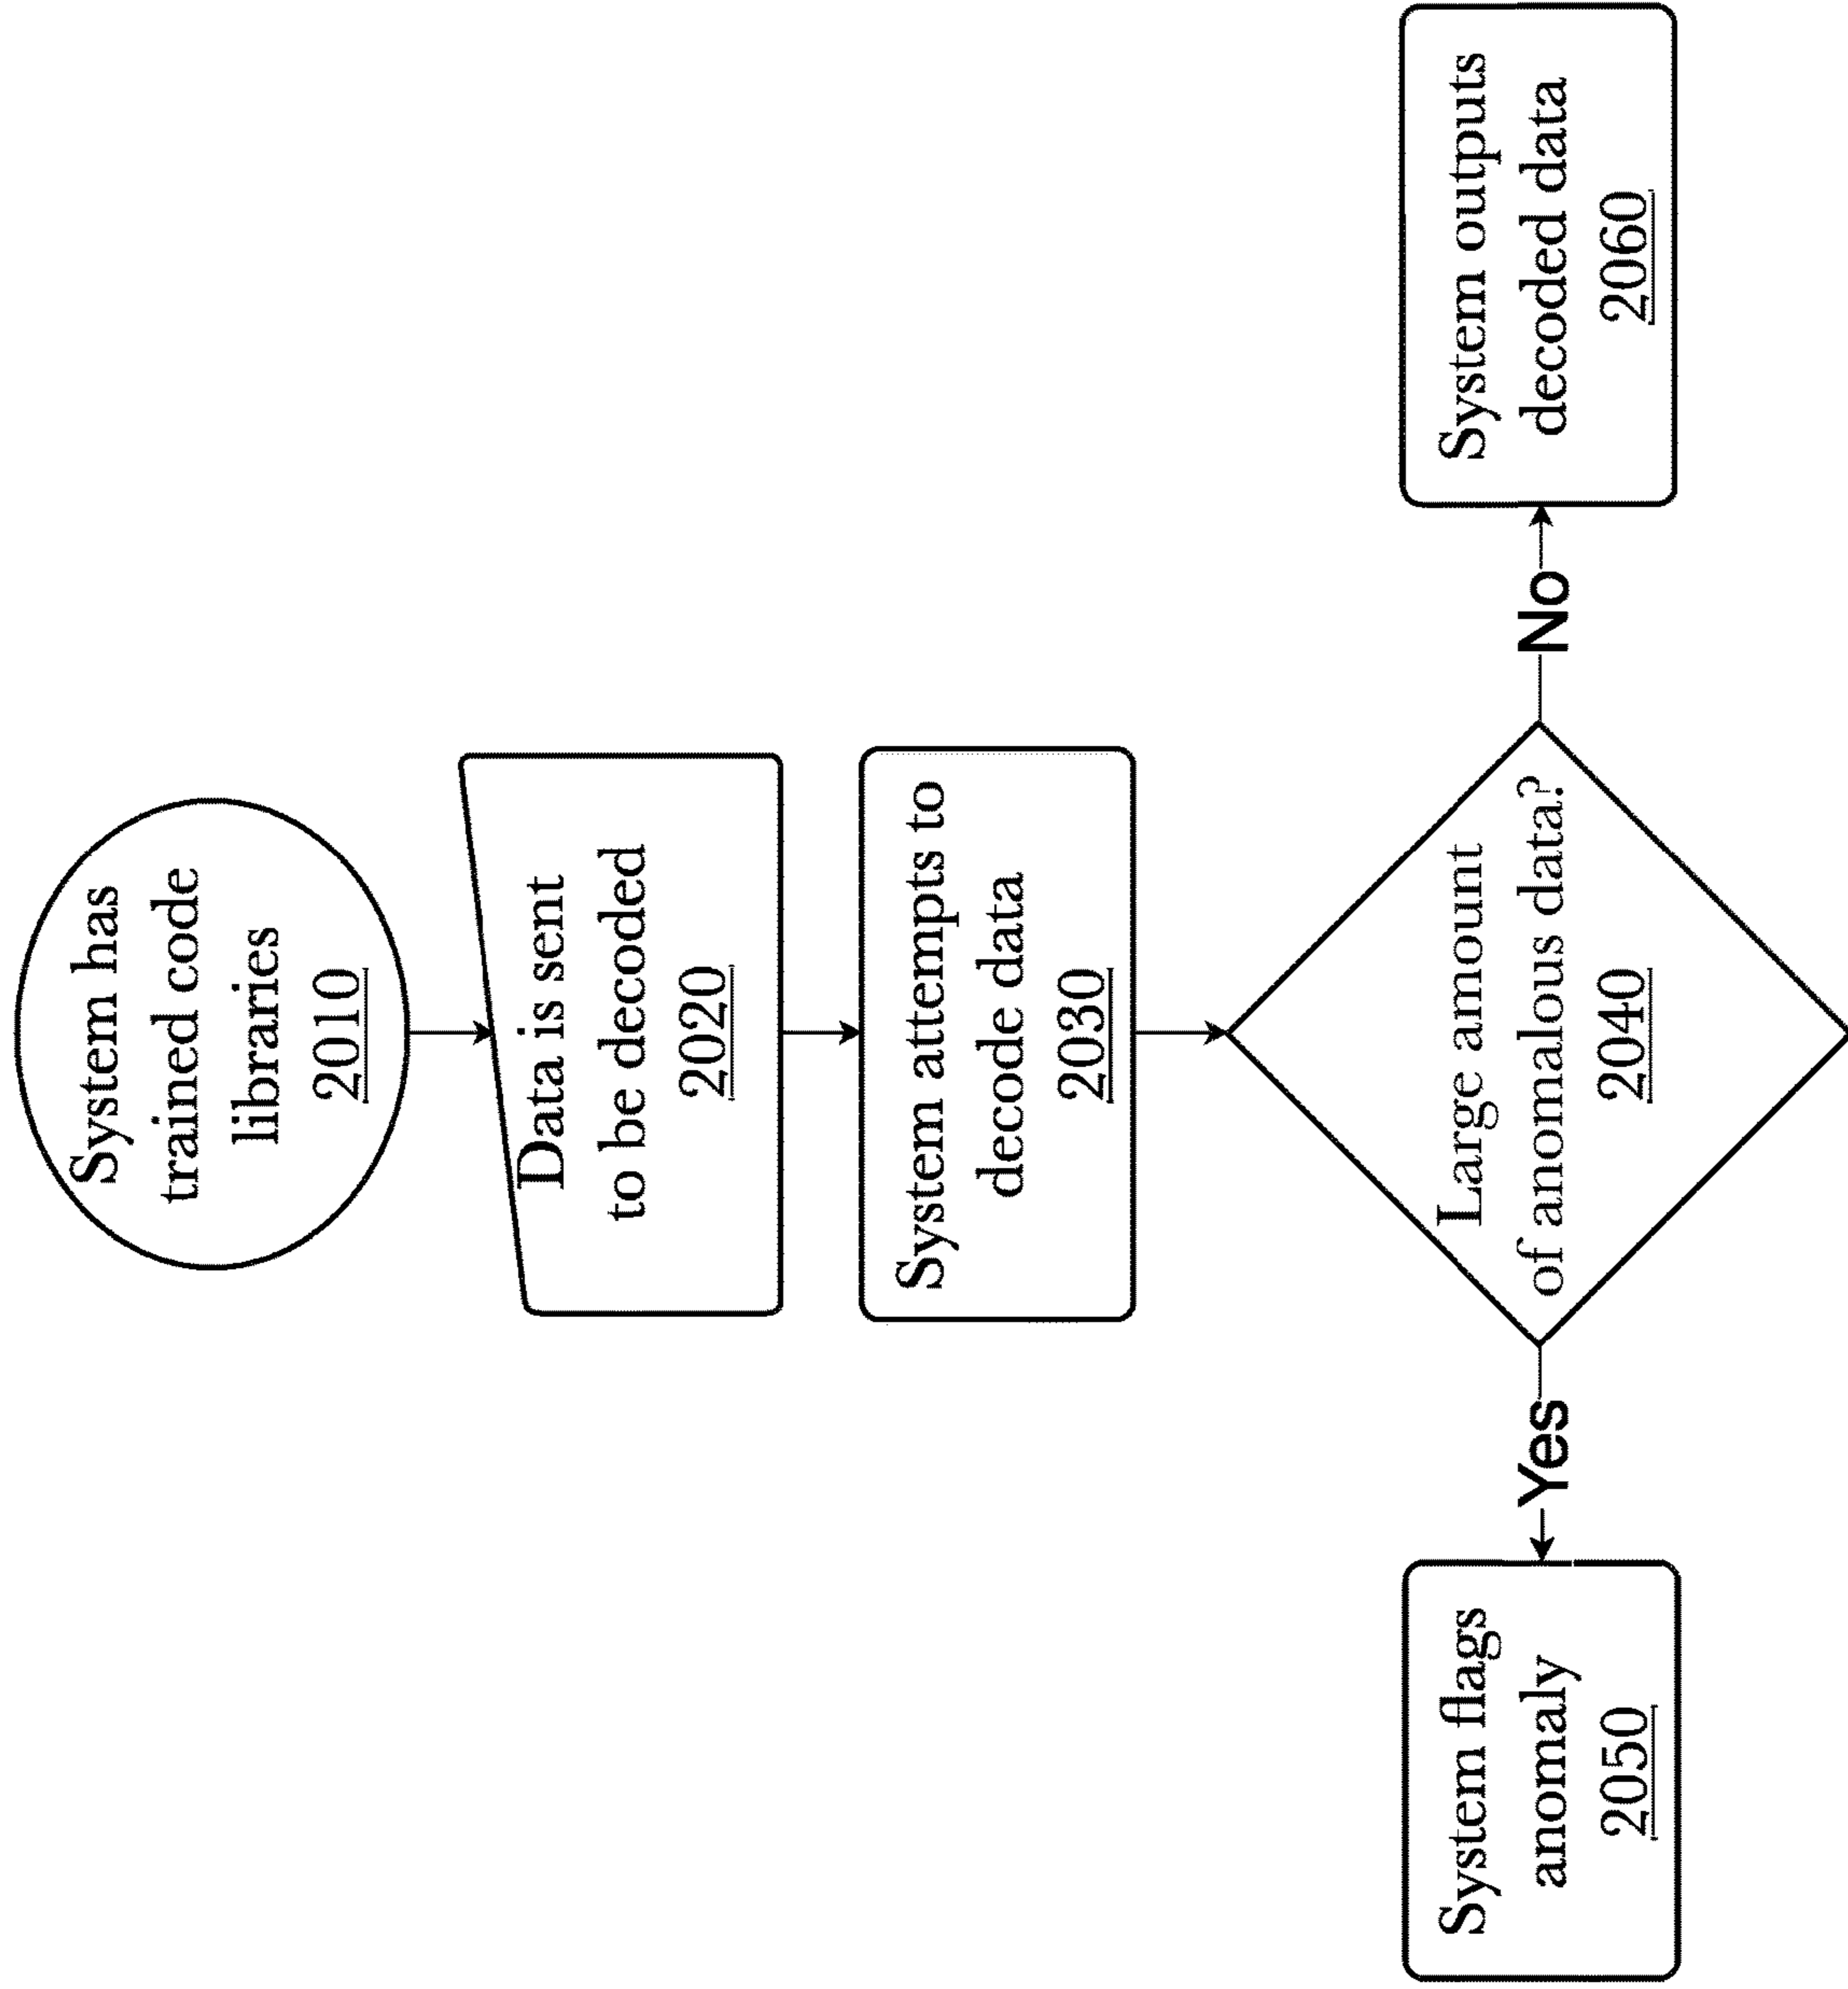 System has
trained code
libraries
2010
Data is sent
to be decoded
2020
System attempts to
decode data
2030
Large amount
of anomalous data?
2040
Yes
No
System flags
anomaly
2050
System outputs
decoded data
2060